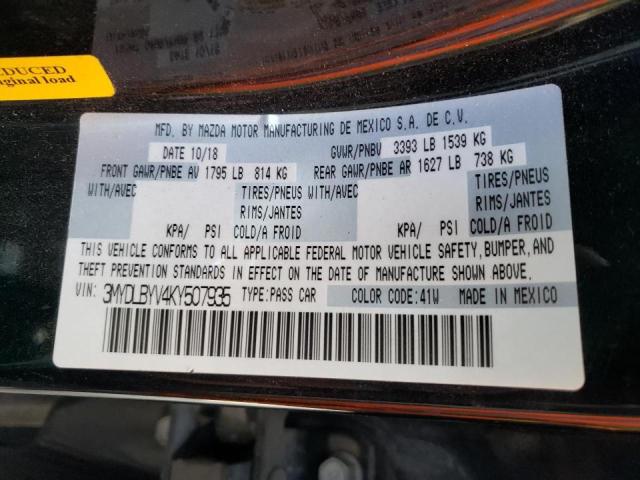 EDUCED
iginal load
MFD. BY MAZDA MOTOR MANUFACTURING DE MEXICO S.A. DE C.V.
DATE 10/18 GVWR/PNBV 3393 LB 1539 KG
FRONT GAWR/PNBE AV 1795 LB 814 KG REAR GAWR/PNBE AR 1627 LB 738 KG
WITH/AVEC TIRES/PNEUS WITH/AVEC TIRES/PNEUS
RIMS/JANTES RIMS/JANTES
KPA/ PSI COLD/A FROID KPA/ PSI COLD/A FROID
THIS VEHICLE CONFORMS TO ALL APPLICABLE FEDERAL MOTOR VEHICLE SAFETY, BUMPER, AND
THEFT PREVENTION STANDARDS IN EFFECT ON THE DATE OF MANUFACTURE SHOWN ABOVE.
VIN: 3MYDLBYV4KY507935 TYPE:PASS CAR COLOR CODE:41W MADE IN MEXICO